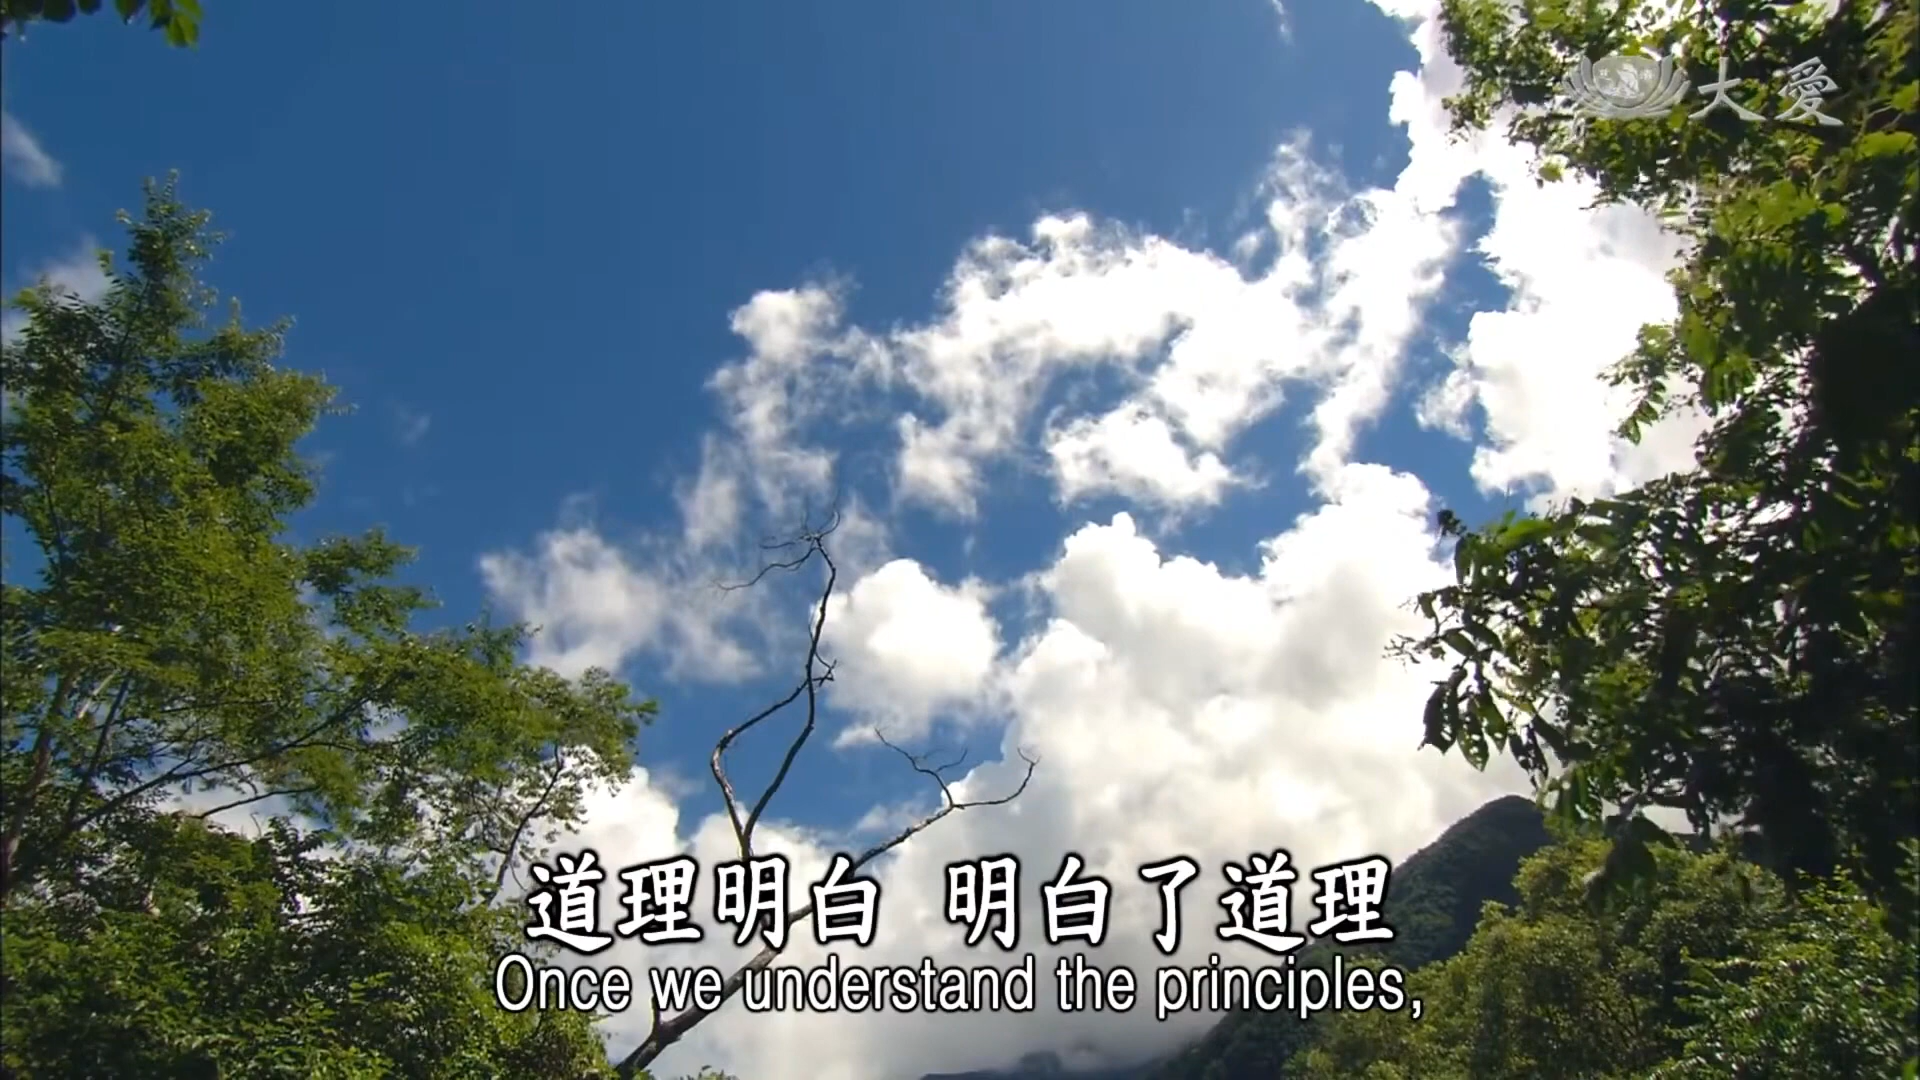 大愛
道理明白 明白了道理
Once we understand the principles,